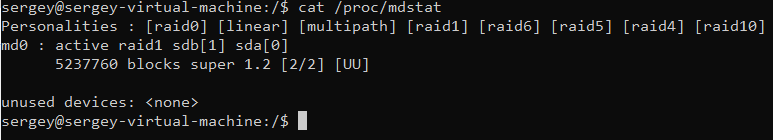 sergey@sergey-virtual-machine:/$ cat /proc/mdstat
Personalities : [raid0] [linear] [multipath] [raid1] [raid6] [raid5] [raid4] [raid10]
md0 : active raid1 sdb[1] sda[0]
      5237760 blocks super 1.2 [2/2] [UU]

unused devices: <none>
sergey@sergey-virtual-machine:/$